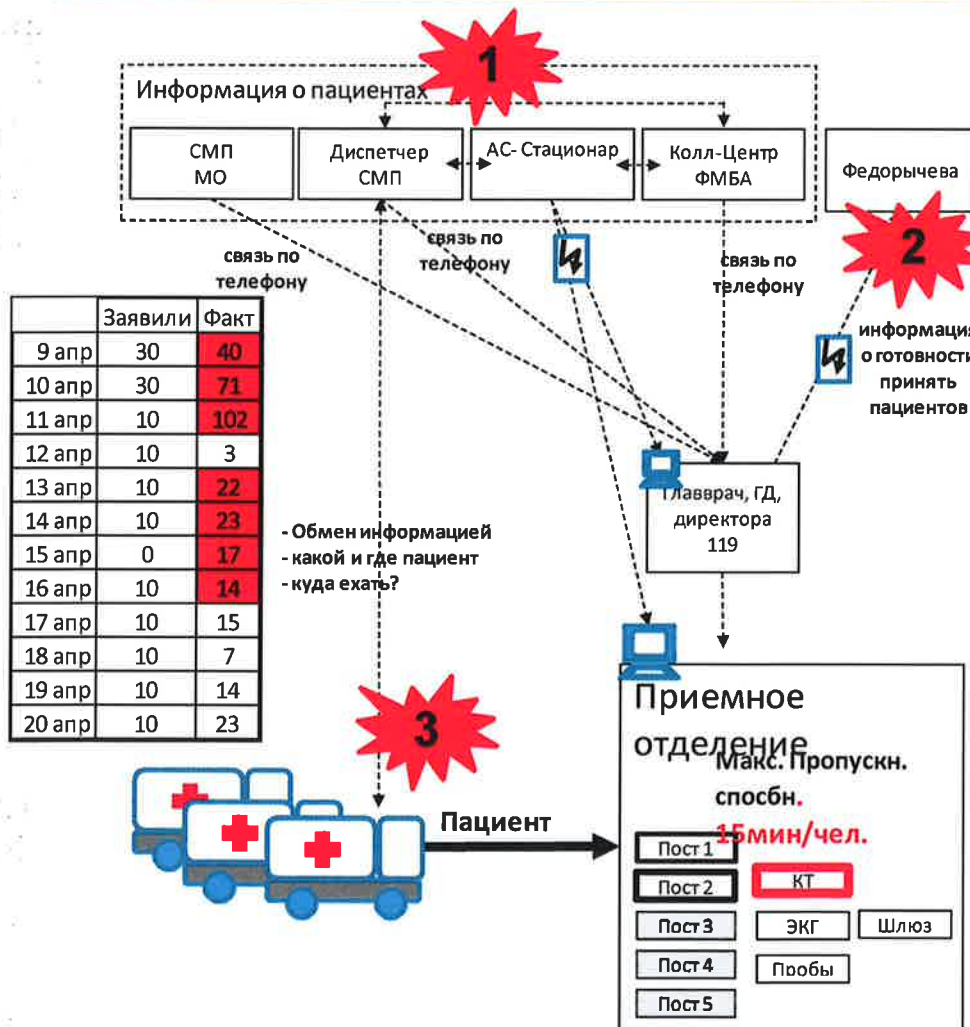 1
Информация о пациентах
СМП
МО
Диспетчер
СМП
АС- Стационар
Колл-Центр
ФМБА
Федорычева
2
связь по
телефону
связь по
телефону
связь по
телефону
информация
о готовности
принять
пациентов
Заявили Факт
9 апр 30 40
10 апр 30 71
11 апр 10 102
12 апр 10 3
13 апр 10 22
14 апр 10 23
15 апр 0 17
16 апр 10 14
17 апр 10 15
18 апр 10 7
19 апр 10 14
20 апр 10 23
- Обмен информацией
- какой и где пациент
- куда ехать?
Главврач, ГД,
директора
119
3
Пациент
Приемное
отделение
Макс. Пропускн.
спосбн.
15мин/чел.
Пост 1
Пост 2
КТ
Пост 3
ЭКГ
Шлюз
Пост 4
Пробы
Пост 5